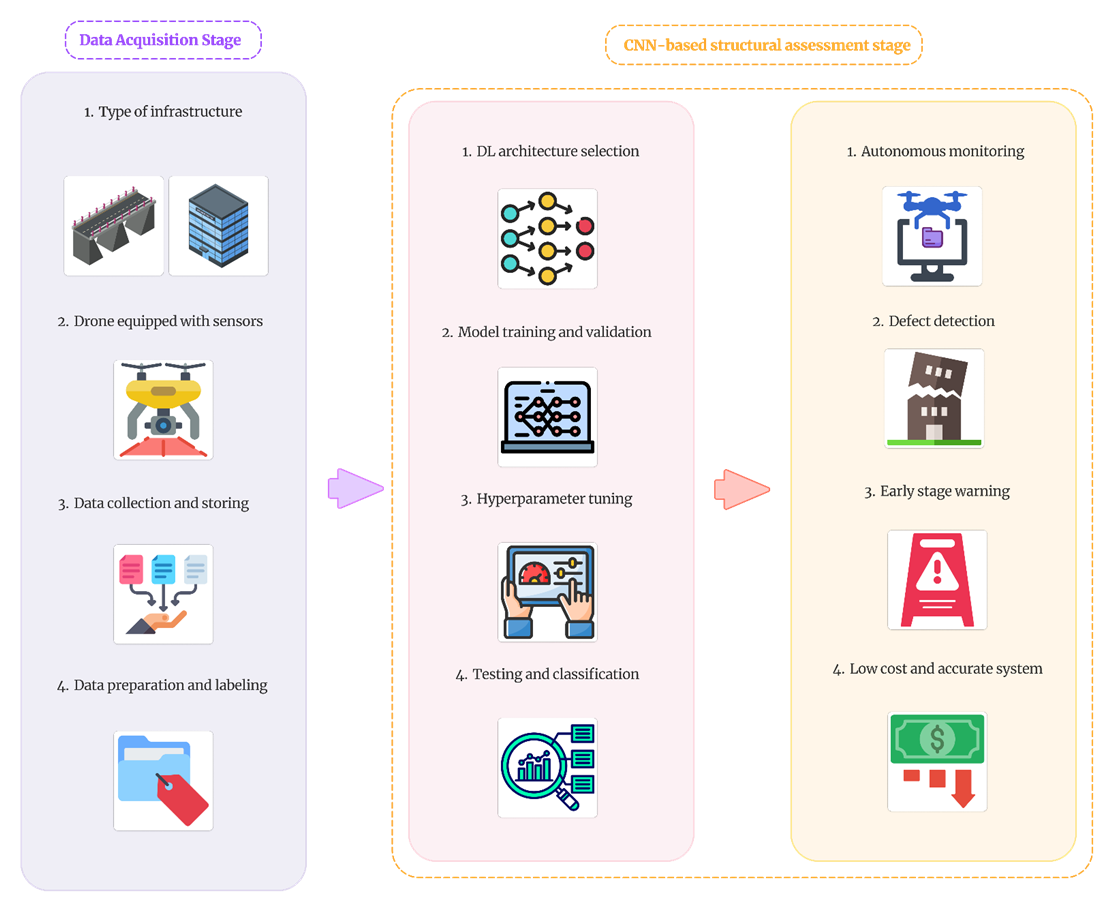 Data Acquisition Stage
1. Type of infrastructure
2. Drone equipped with sensors
3. Data collection and storing
4. Data preparation and labeling
CNN-based structural assessment stage
1. DL architecture selection
2. Model training and validation
3. Hyperparameter tuning
4. Testing and classification
1. Autonomous monitoring
2. Defect detection
3. Early stage warning
4. Low cost and accurate system
$